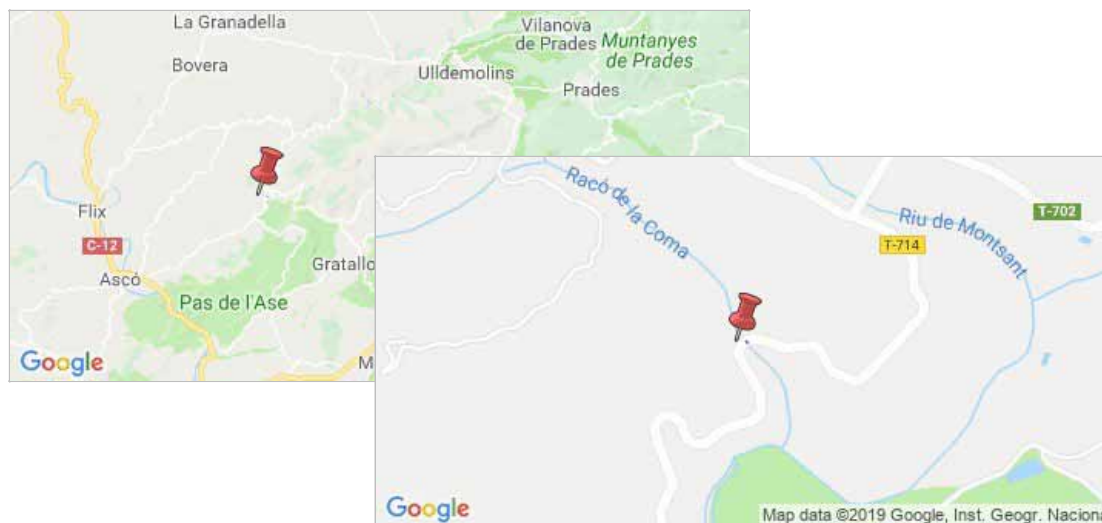 La Granadella
Vilanova
de Prades
Muntanyes
de Prades
Bovera
Ulldemolins
Prades
Flix
C-12
Ascó
Gratallo
Pas de l'Ase
M
Google
Racó de la Coma
T-702
Riu de Montsant
T-714
Google
Map data ©2019 Google, Inst. Geogr. Naciona